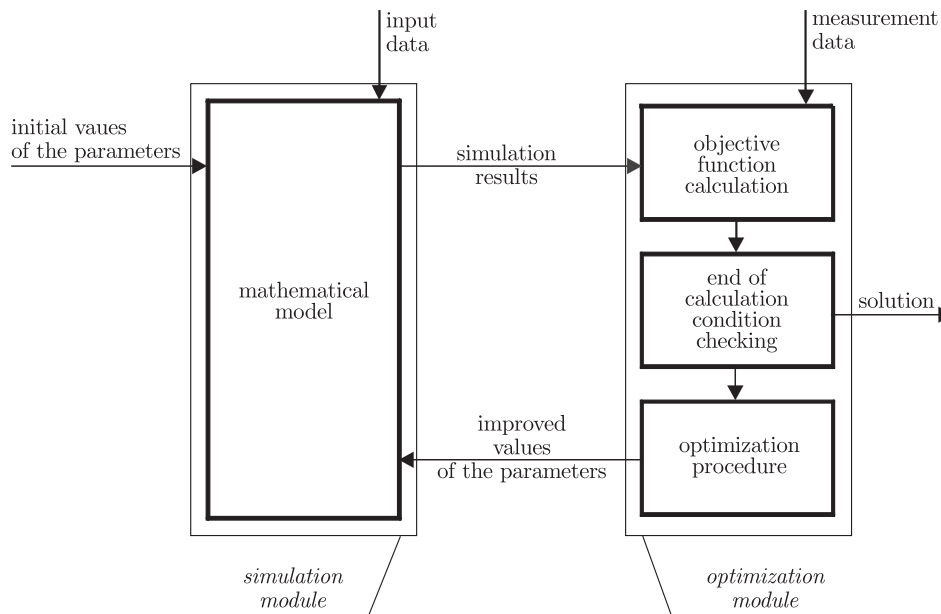 input
data
measurement
data
initial vaues
of the parameters
simulation
results
objective
function
calculation
mathematical
model
end of
calculation
condition
checking
solution
improved
values
of the parameters
optimization
procedure
simulation
module
optimization
module